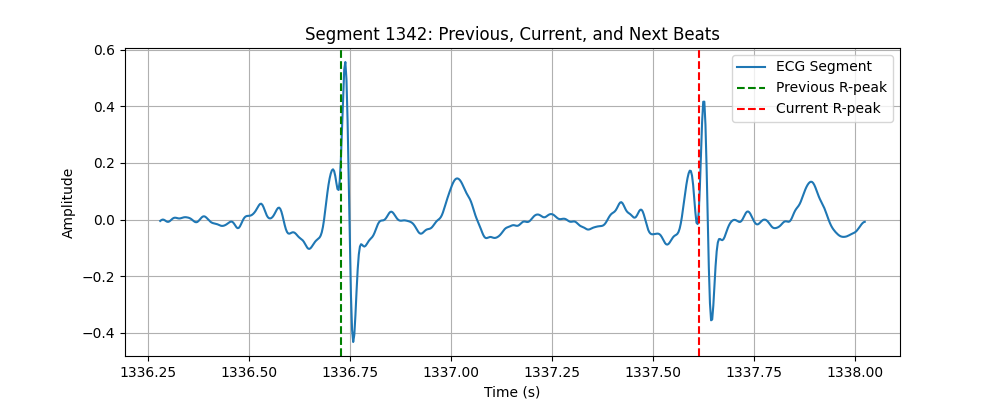 Segment 1342: Previous, Current, and Next Beats
ECG Segment
Previous R-peak
Current R-peak
Amplitude
0.6
0.4
0.2
0.0
−0.2
−0.4
1336.25 1336.50 1336.75 1337.00 1337.25 1337.50 1337.75 1338.00
Time (s)